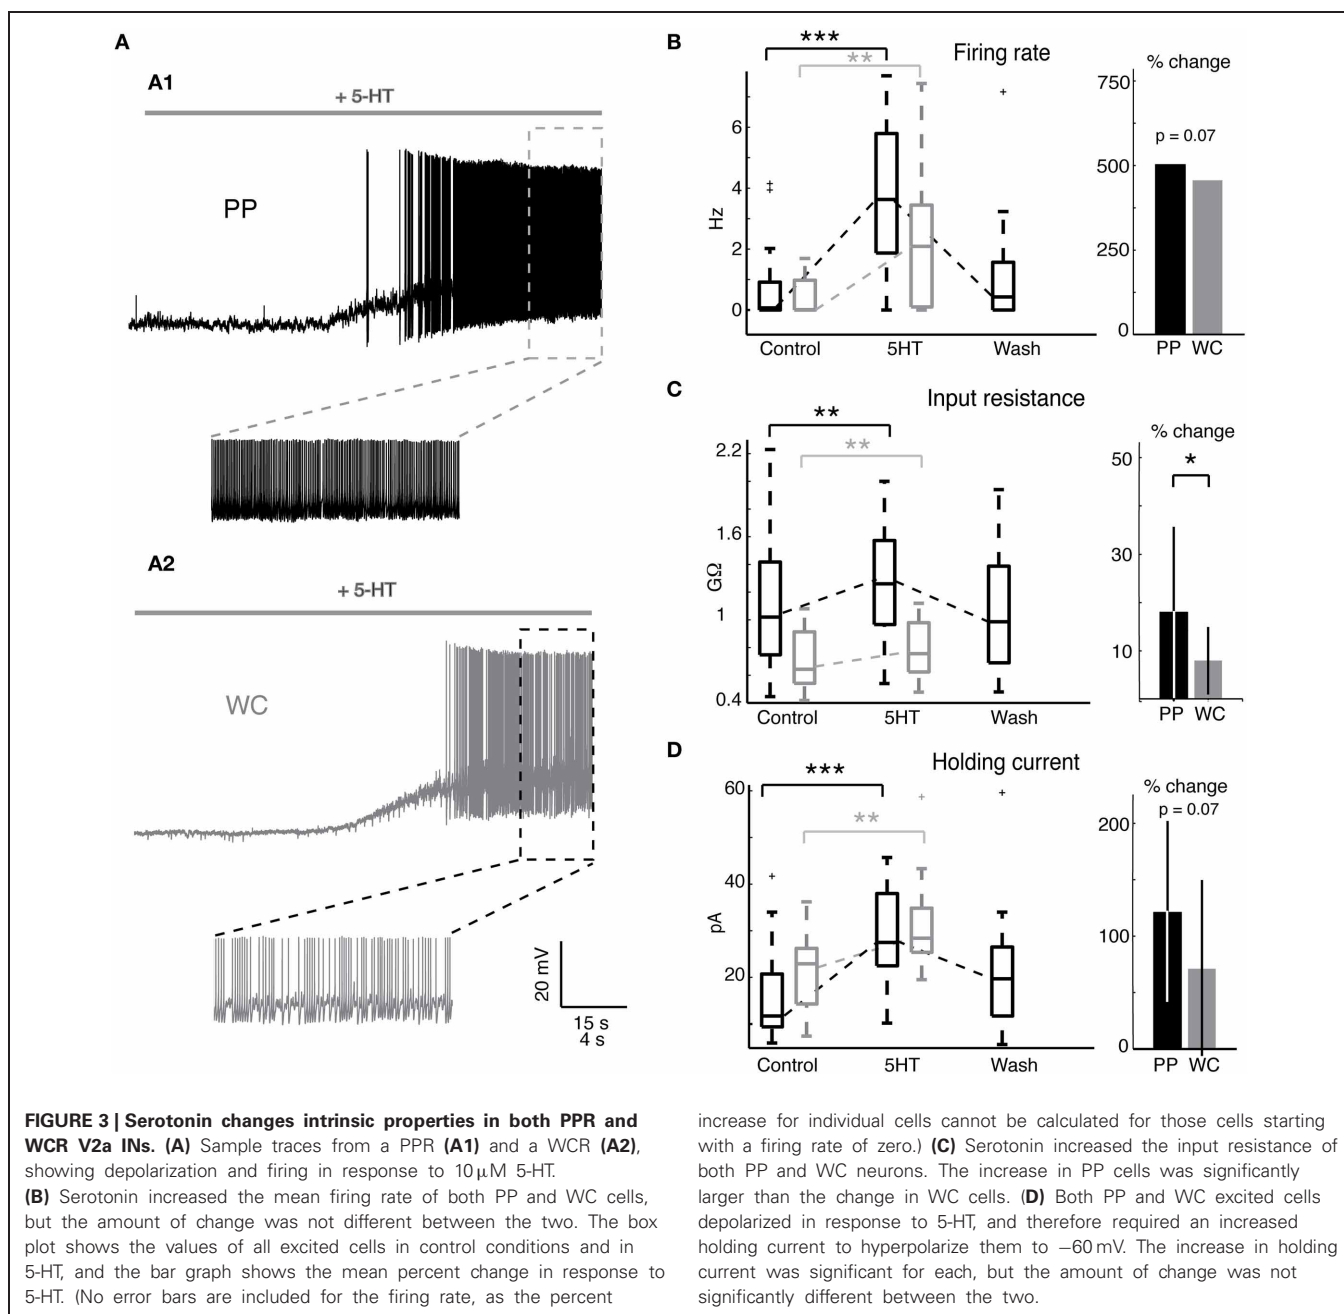 A
A1
+ 5-HT
PP
A2
+ 5-HT
WC
20 mV
15 s
4 s
B
Firing rate
***
**
Hz
6
4
2
0
Control 5HT Wash
% change
750
500
250
0
p = 0.07
PP WC
C
Input resistance
**
**
GΩ
2.2
1.6
1
0.4
Control 5HT Wash
% change
50
30
10
*
PP WC
D
Holding current
***
**
pA
60
40
20
Control 5HT Wash
% change
p = 0.07
200
100
0
PP WC
FIGURE 3 | Serotonin changes intrinsic properties in both PPR and
WCR V2a INs. (A) Sample traces from a PPR (A1) and a WCR (A2),
showing depolarization and firing in response to 10 μM 5-HT.
(B) Serotonin increased the mean firing rate of both PP and WC cells,
but the amount of change was not different between the two. The box
plot shows the values of all excited cells in control conditions and in
5-HT, and the bar graph shows the mean percent change in response to
5-HT. (No error bars are included for the firing rate, as the percent
increase for individual cells cannot be calculated for those cells starting
with a firing rate of zero.) (C) Serotonin increased the input resistance of
both PP and WC neurons. The increase in PP cells was significantly
larger than the change in WC cells. (D) Both PP and WC excited cells
depolarized in response to 5-HT, and therefore required an increased
holding current to hyperpolarize them to −60 mV. The increase in holding
current was significant for each, but the amount of change was not
significantly different between the two.